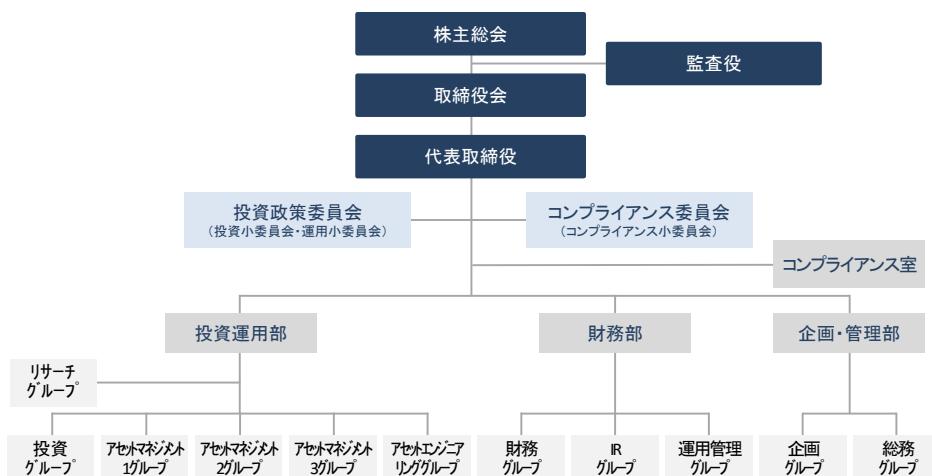 株主総会
監査役
取締役会
代表取締役
投資政策委員会
（投資小委員会・運用小委員会）
コンプライアンス委員会
（コンプライアンス小委員会）
コンプライアンス室
投資運用部
財務部
企画・管理部
リサーチ
グループ
投資
グループ
アセットマネジメント
1グループ
アセットマネジメント
2グループ
アセットマネジメント
3グループ
アセットエンジニア
リンググループ
財務
グループ
IR
グループ
運用管理
グループ
企画
グループ
総務
グループ